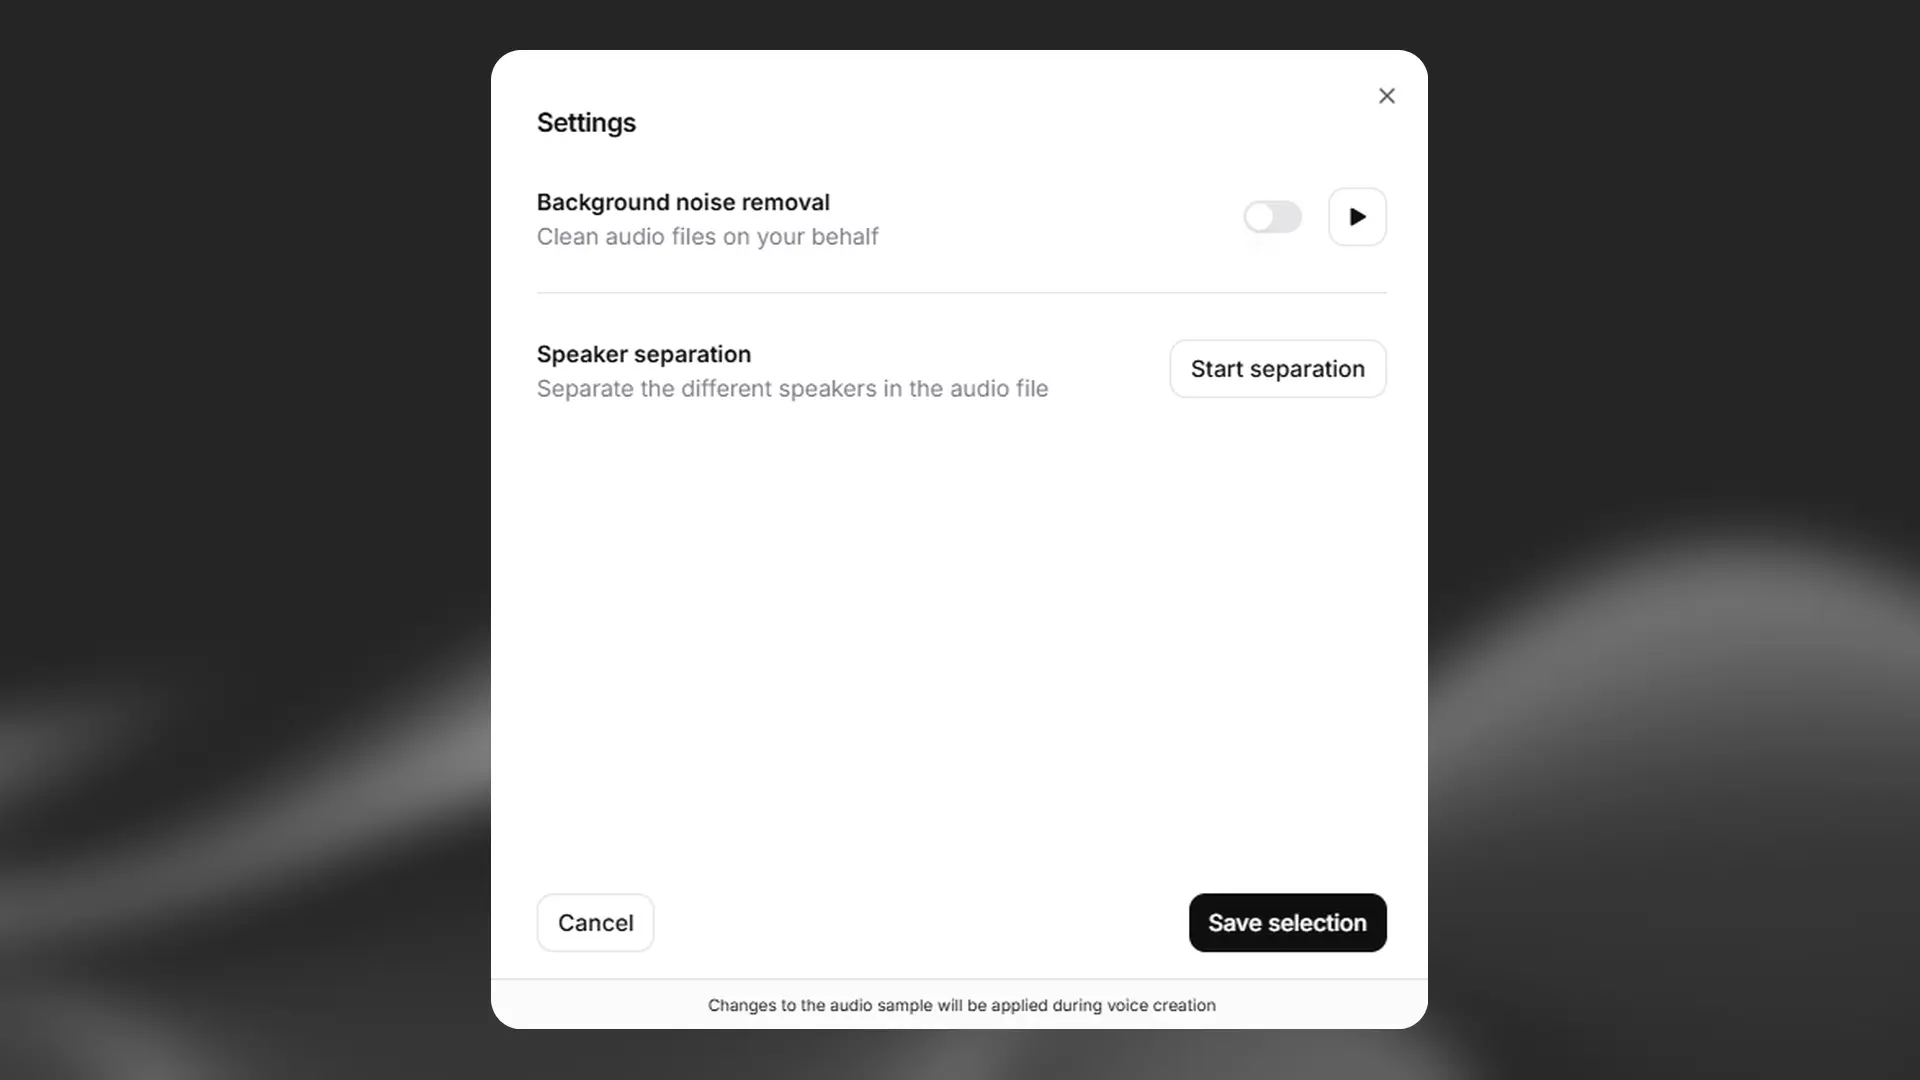 Settings
Background noise removal
Clean audio files on your behalf
Speaker separation
Separate the different speakers in the audio file
Start separation
Cancel
Save selection
Changes to the audio sample will be applied during voice creation